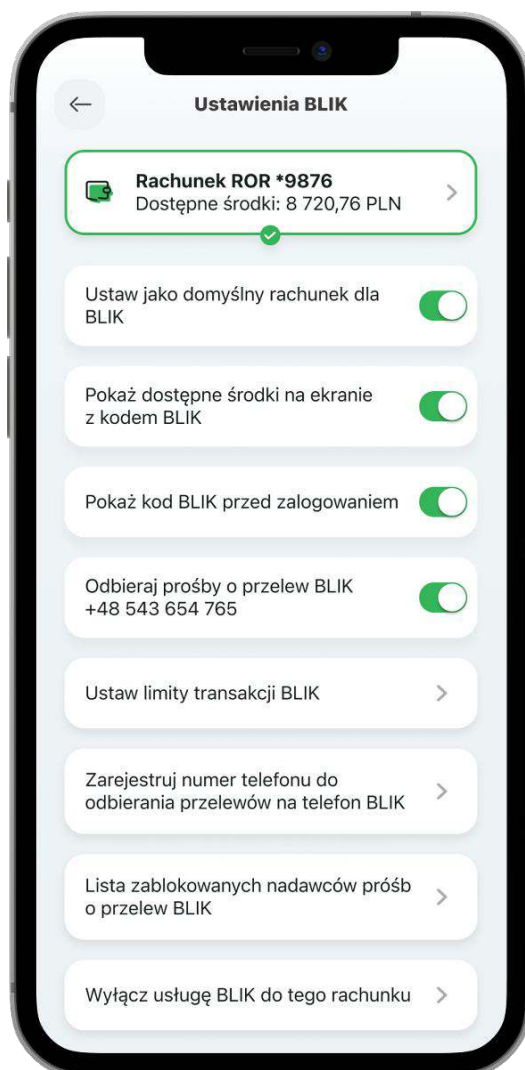 Ustawienia BLIK
Rachunek ROR *9876
Dostępne środki: 8 720,76 PLN
Ustaw jako domyślny rachunek dla
BLIK
Pokaż dostępne środki na ekranie
z kodem BLIK
Pokaż kod BLIK przed zalogowaniem
Odbieraj prośby o przelew BLIK
+48 543 654 765
Ustaw limity transakcji BLIK
Zarejestruj numer telefonu do
odbierania przelewów na telefon BLIK
Lista zablokowanych nadawców próśb
o przelew BLIK
Wyłącz usługę BLIK do tego rachunku